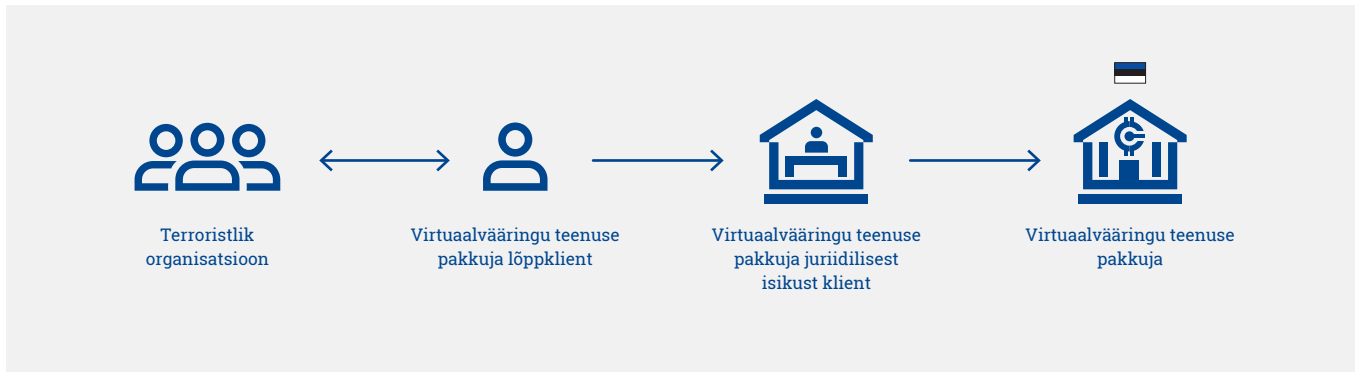 Terroristlik
organisatsioon
Virtuaalvääringu teenuse
pakkuja lõppklient
Virtuaalvääringu teenuse
pakkuja juriidilisest
isikust klient
Virtuaalvääringu teenuse
pakkuja